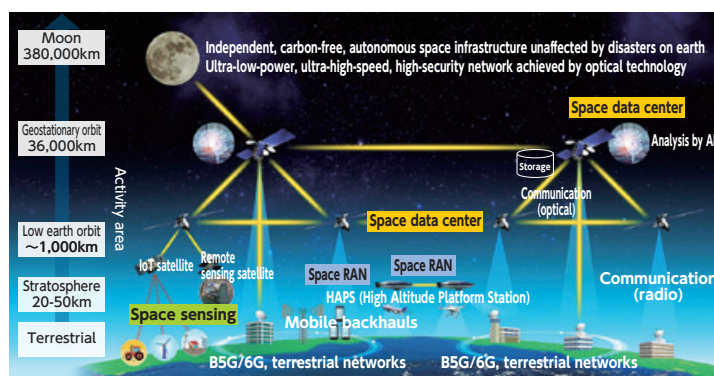 Moon
380,000km
Independent, carbon-free, autonomous space infrastructure unaffected by disasters on earth
Ultra-low-power, ultra-high-speed, high-security network achieved by optical technology
Space data center
Geostationary orbit
36,000km
Analysis by AI
Storage
Communication
(optical)
Activity area
Space data center
Low earth orbit
~1,000km
IoT satellite
Remote
sensing satellite
Space RAN
Space RAN
Communication
(radio)
Stratosphere
20-50km
HAPS (High Altitude Platform Station)
Space sensing
Mobile backhauls
Terrestrial
B5G/6G, terrestrial networks
B5G/6G, terrestrial networks